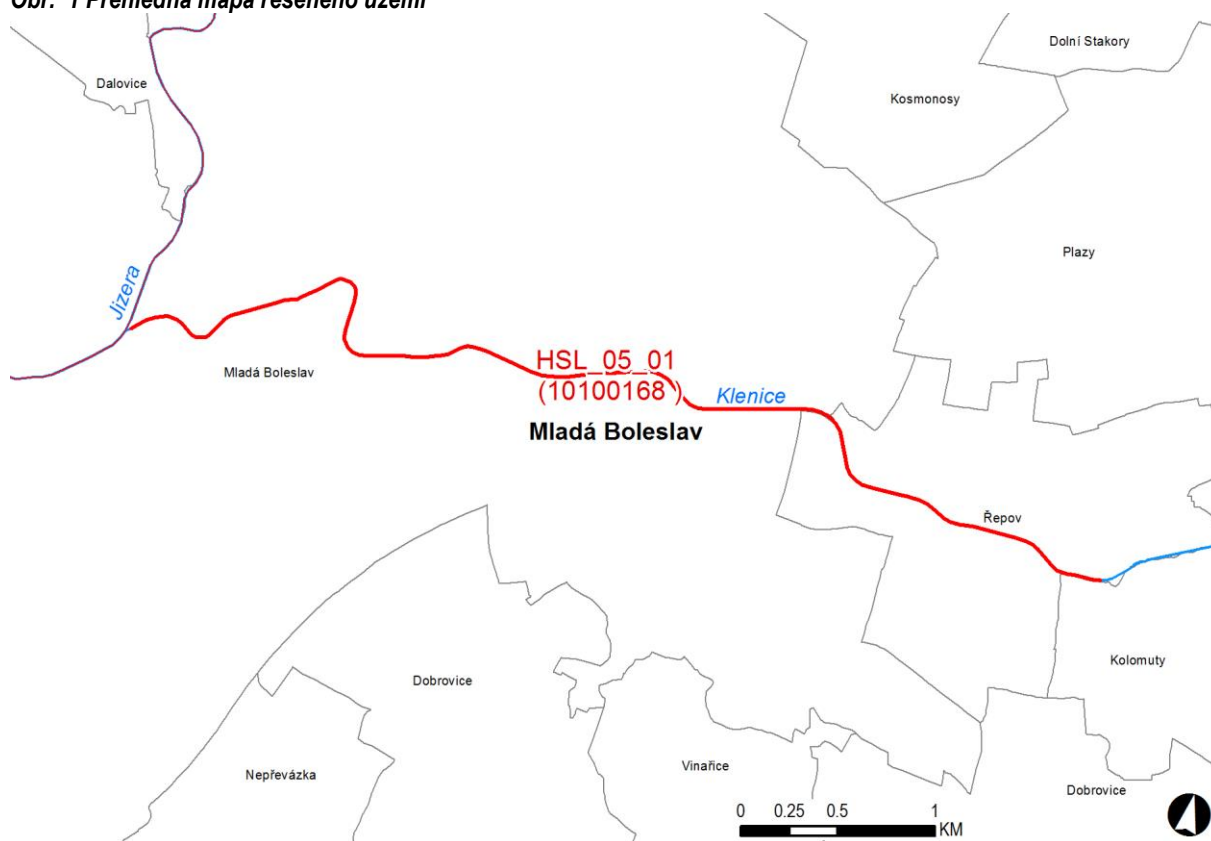 Obr. 1 Přehledná mapa řešeného území
Dolní Stakory
Dalovice
Kosmonosy
Plazy
Jizera
Mladá Boleslav
HSL_05_01
(10100168 )
Klenice
Mladá Boleslav
Řepov
Kolomuty
Dobrovice
Vinařice
Nepřevázka
Dobrovice
0 0.25 0.5 1
KM